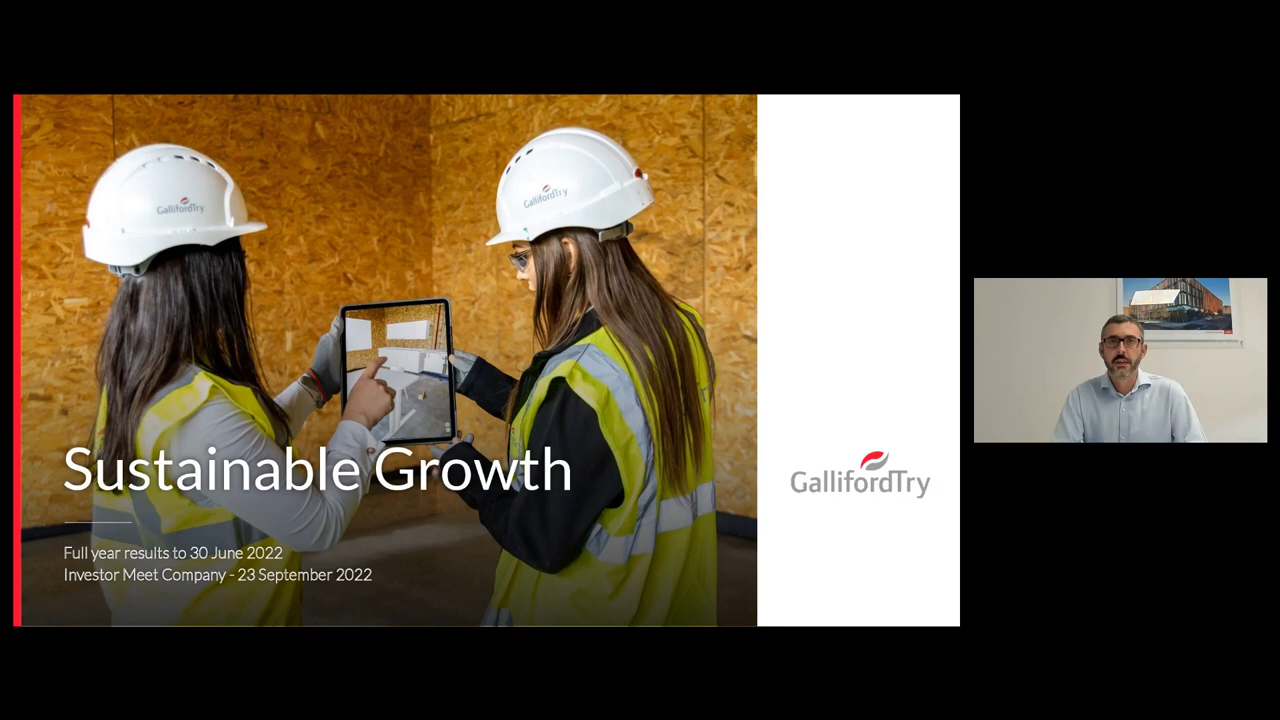 GallifordTry
GallifordTry
Sustainable Growth
Full year results to 30 June 2022
Investor Meet Company - 23 September 2022
GallifordTry